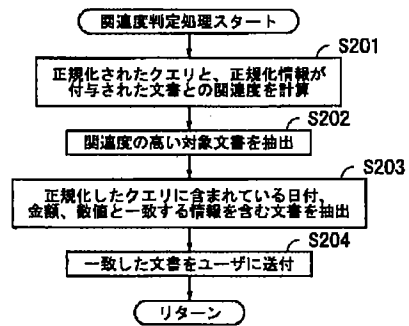 関連度判定処理スタート
S201
正規化されたクエリと、正規化情報が
付与された文書との関連度を計算
S202
関連度の高い対象文書を抽出
S203
正規化したクエリに含まれている日付、
金額、数値と一致する情報を含む文書を抽出
S204
一致した文書をユーザに送付
リターン